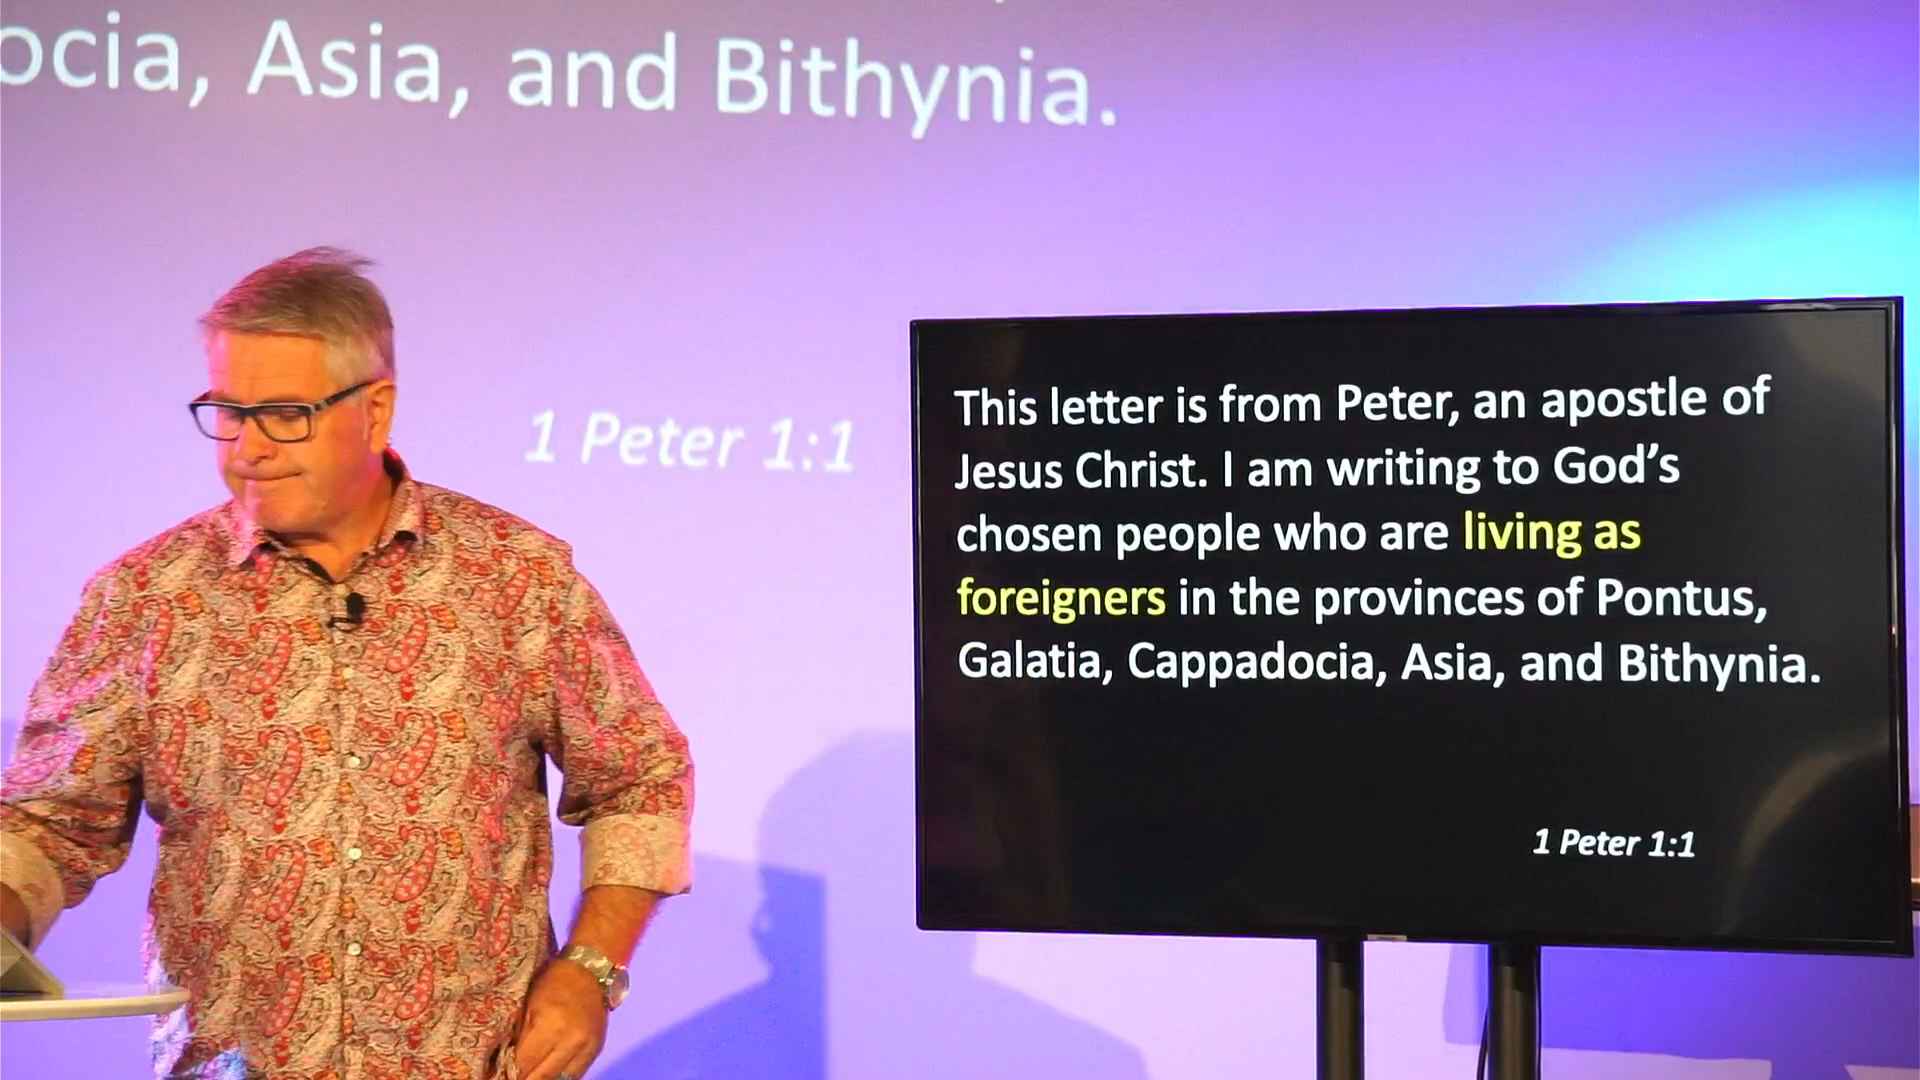 ocia, Asia, and Bithynia.
1 Peter 1:1
This letter is from Peter, an apostle of
Jesus Christ. I am writing to God’s
chosen people who are living as
foreigners in the provinces of Pontus,
Galatia, Cappadocia, Asia, and Bithynia.
1 Peter 1:1